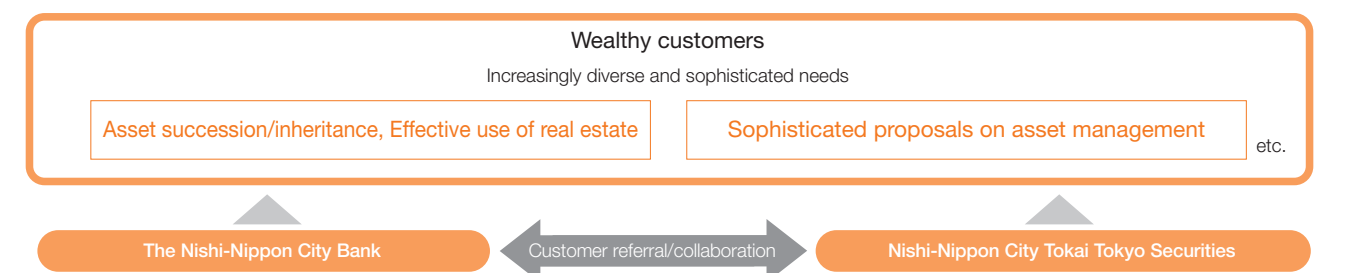 Wealthy customers
Increasingly diverse and sophisticated needs
Asset succession/inheritance, Effective use of real estate
Sophisticated proposals on asset management
etc.
The Nishi-Nippon City Bank
Customer referral/collaboration
Nishi-Nippon City Tokai Tokyo Securities